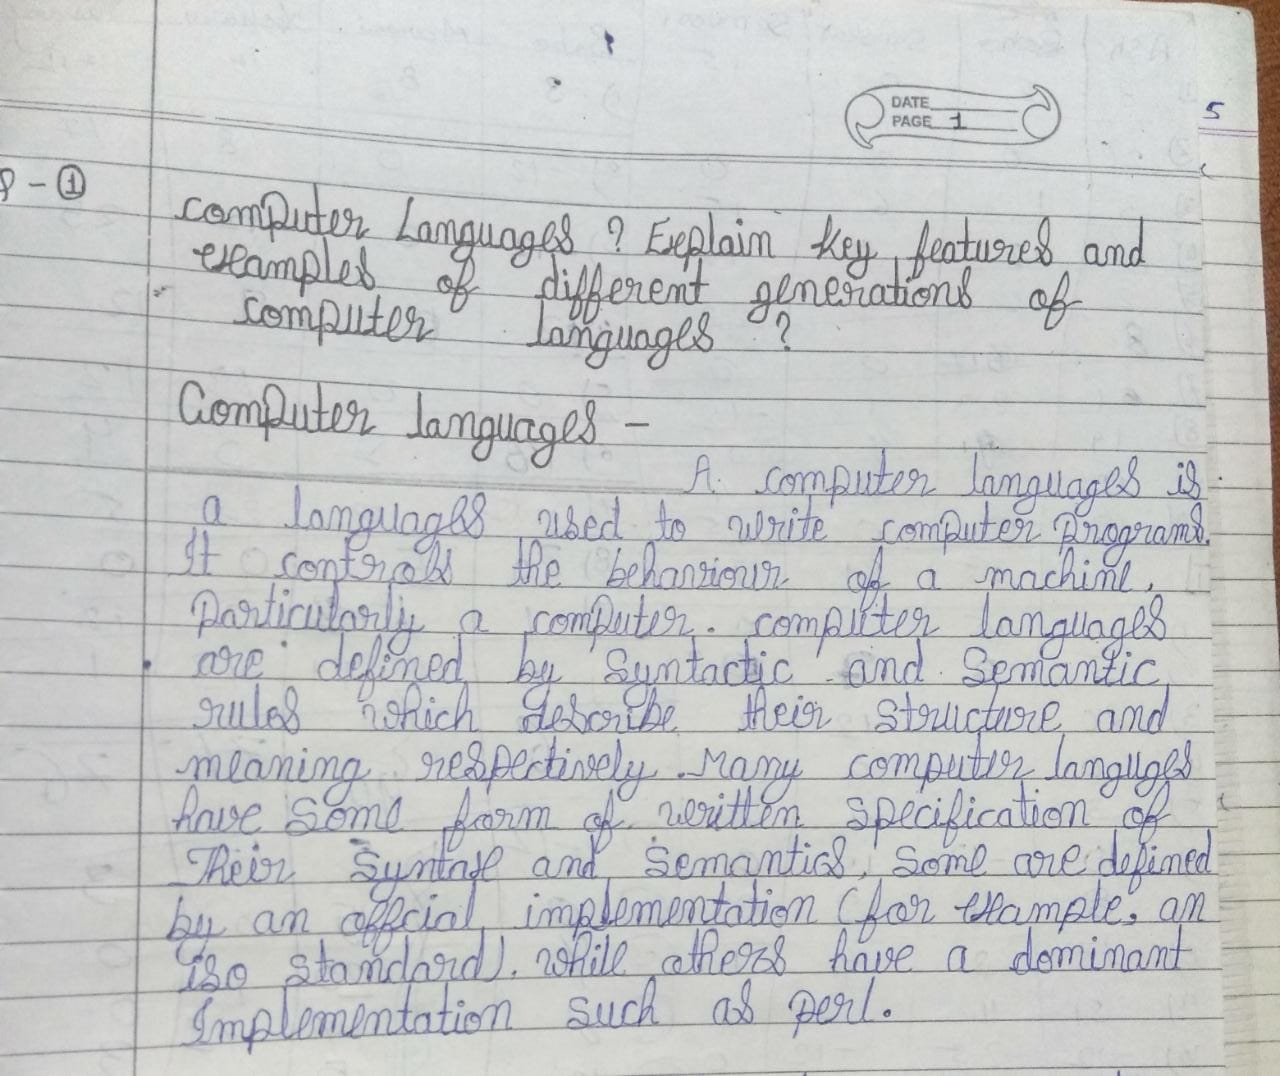 DATE
PAGE 1
5
Q - ①
computer Languages ? Explain key features and
examples of different generations of
computer languages ?
Computer languages -
A. computer languages is
a languages used to write computer programs.
It controls the behaviour of a machine,
Particularly a computer. computer languages
are defined by Syntactic and Semantic
rules which describe their structure and
meaning respectively. Many computer languges
have some form of written specification of
Their Syntax and Semantics, Some are defined
by an offcial implementation (for example, an
iso standard). while others have a dominant
Implementation such as perl.